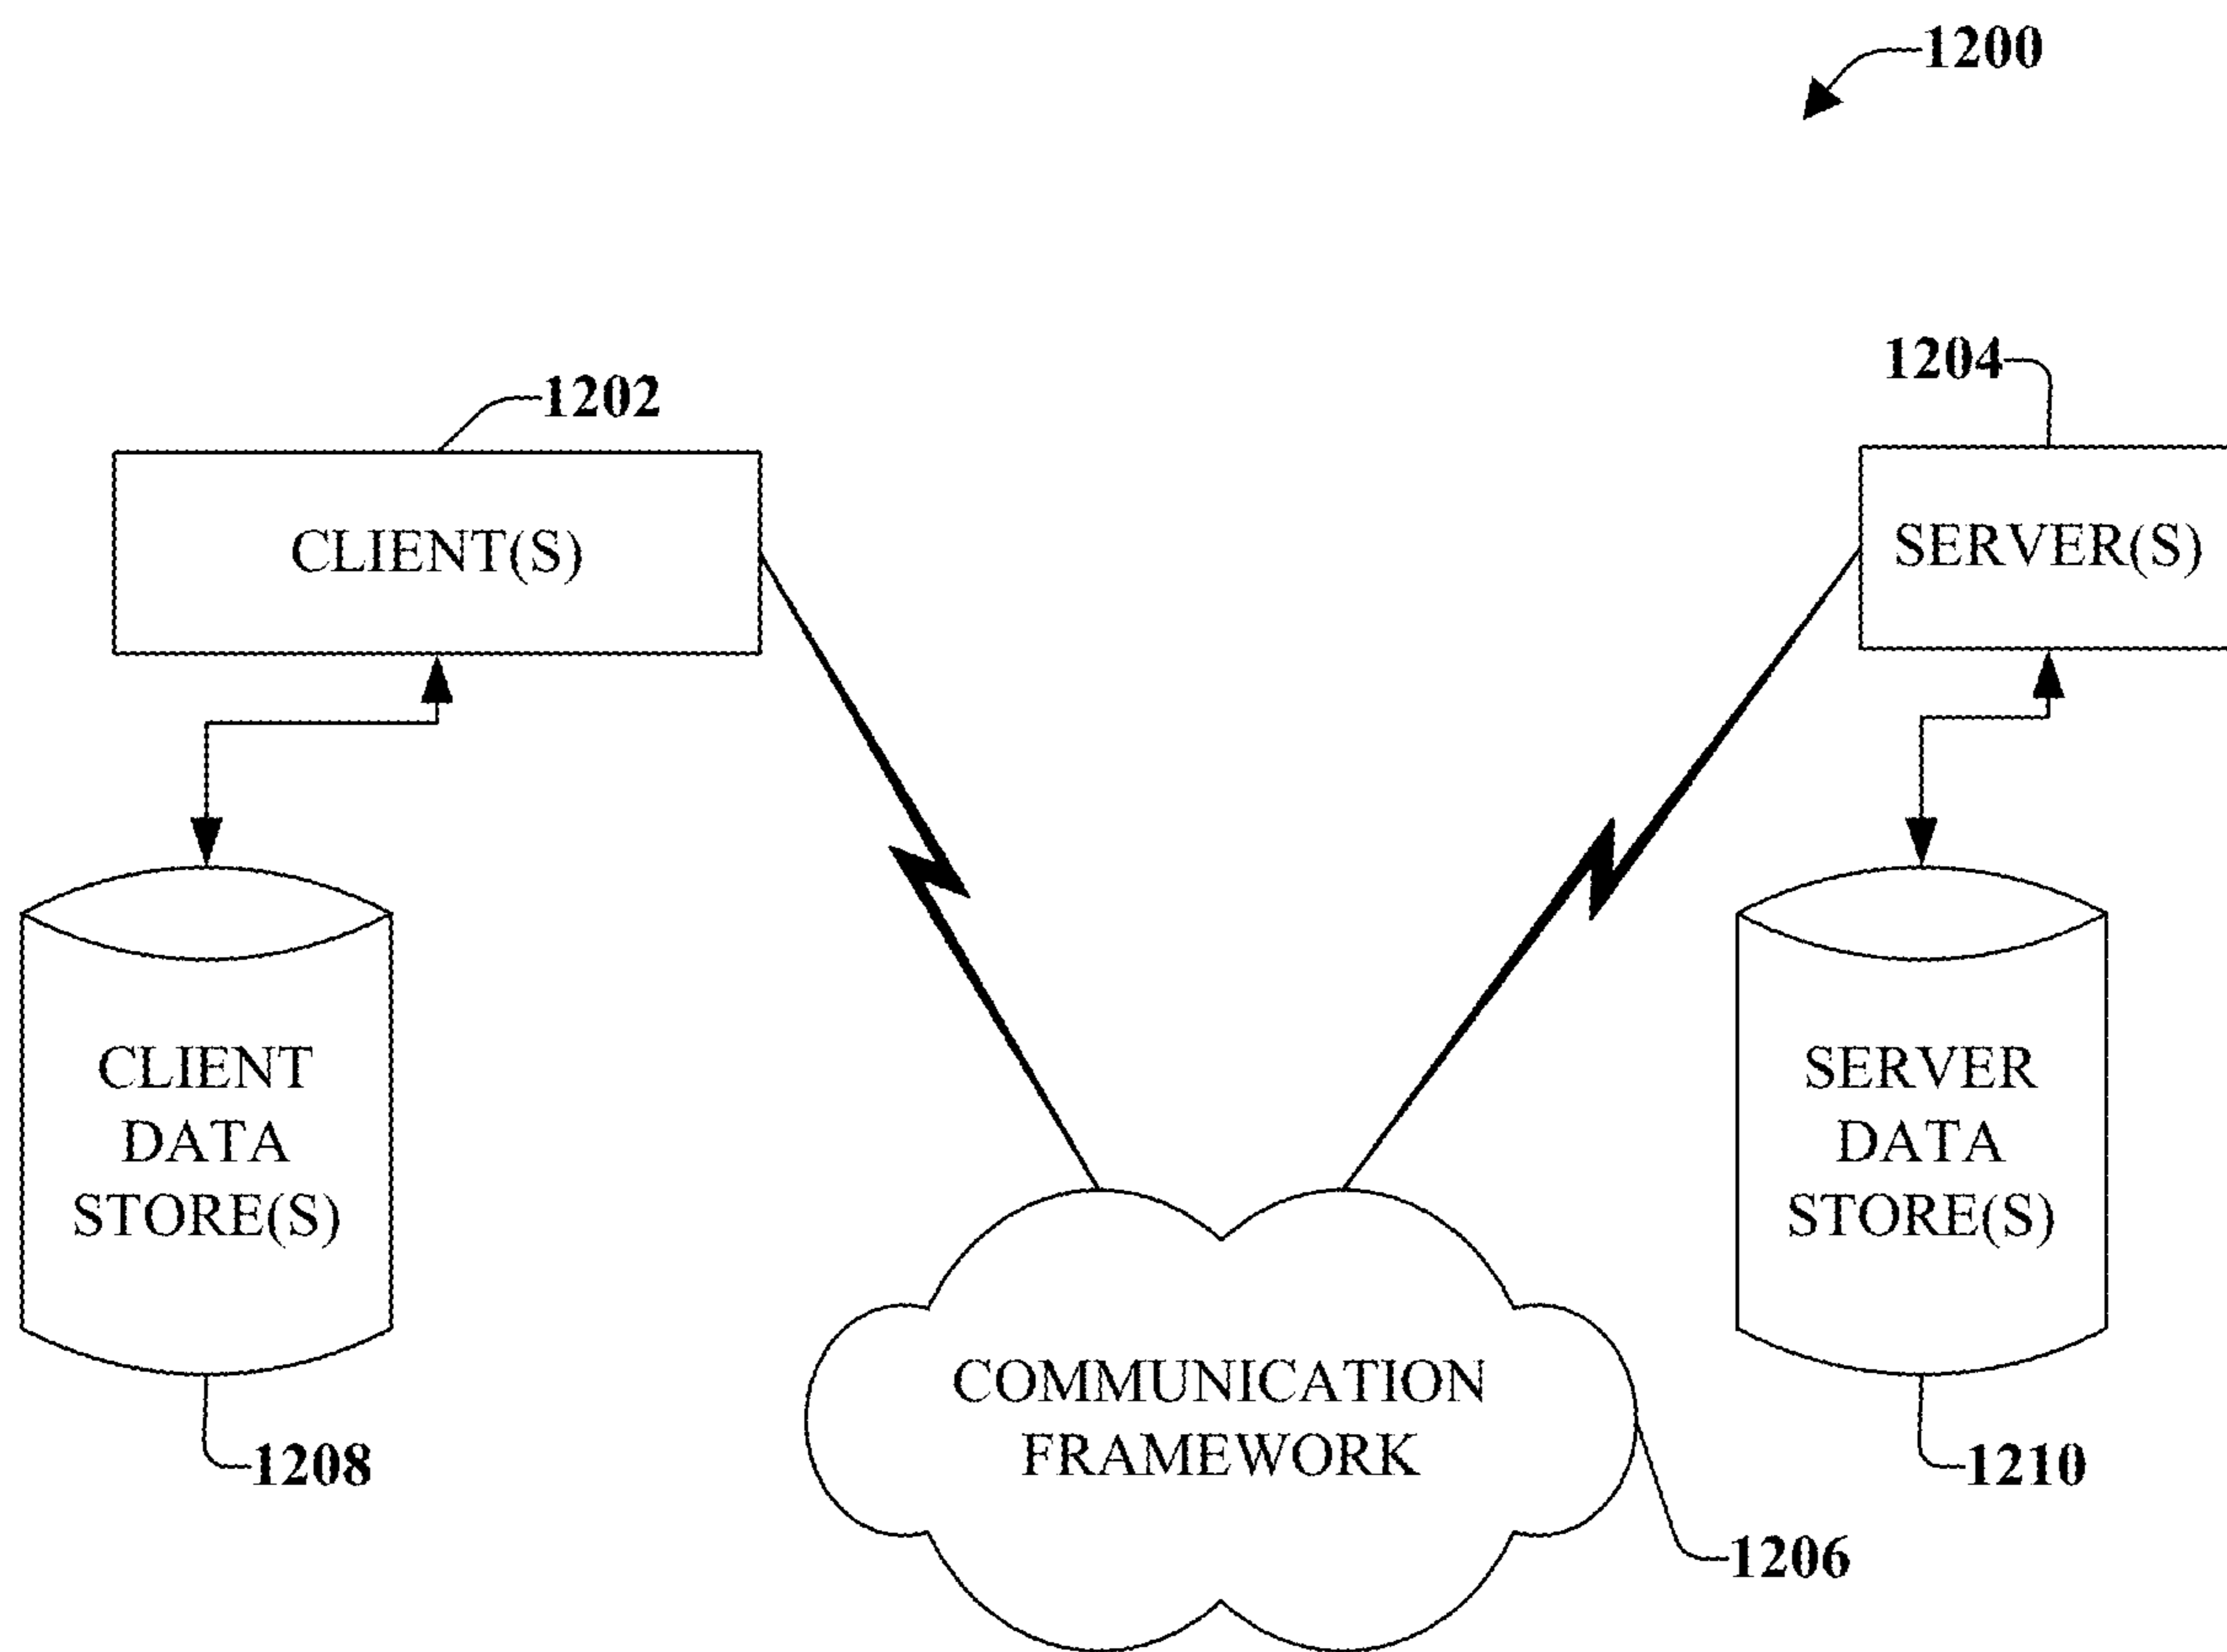 1200
1202
1204
CLIENT(S)
SERVER(S)
CLIENT
DATA
STORE(S)
SERVER
DATA
STORE(S)
COMMUNICATION
FRAMEWORK
1208
1210
1206